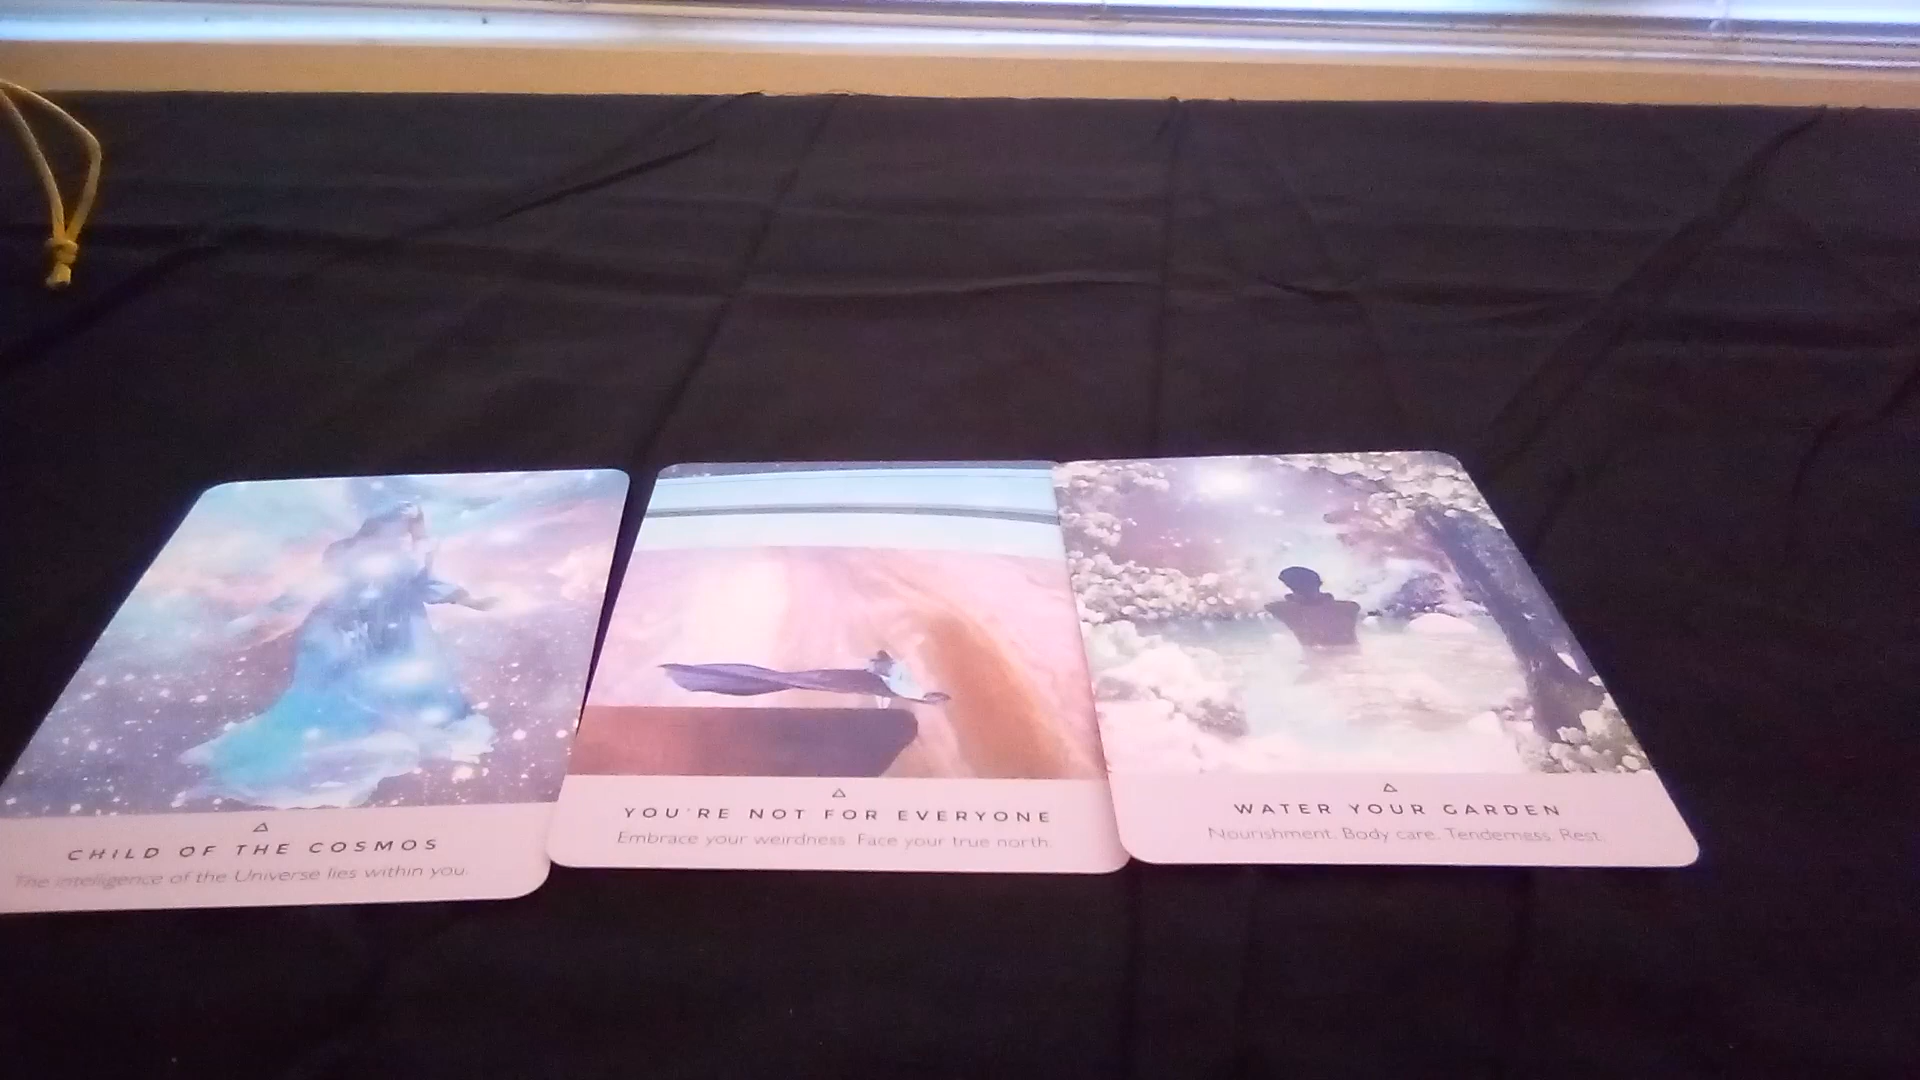 CHILD OF THE COSMOS
The intelligence of the Universe lies within you.
YOU'RE NOT FOR EVERYONE
Embrace your weirdness. Face your true north.
WATER YOUR GARDEN
Nourishment. Body care. Tenderness. Rest.